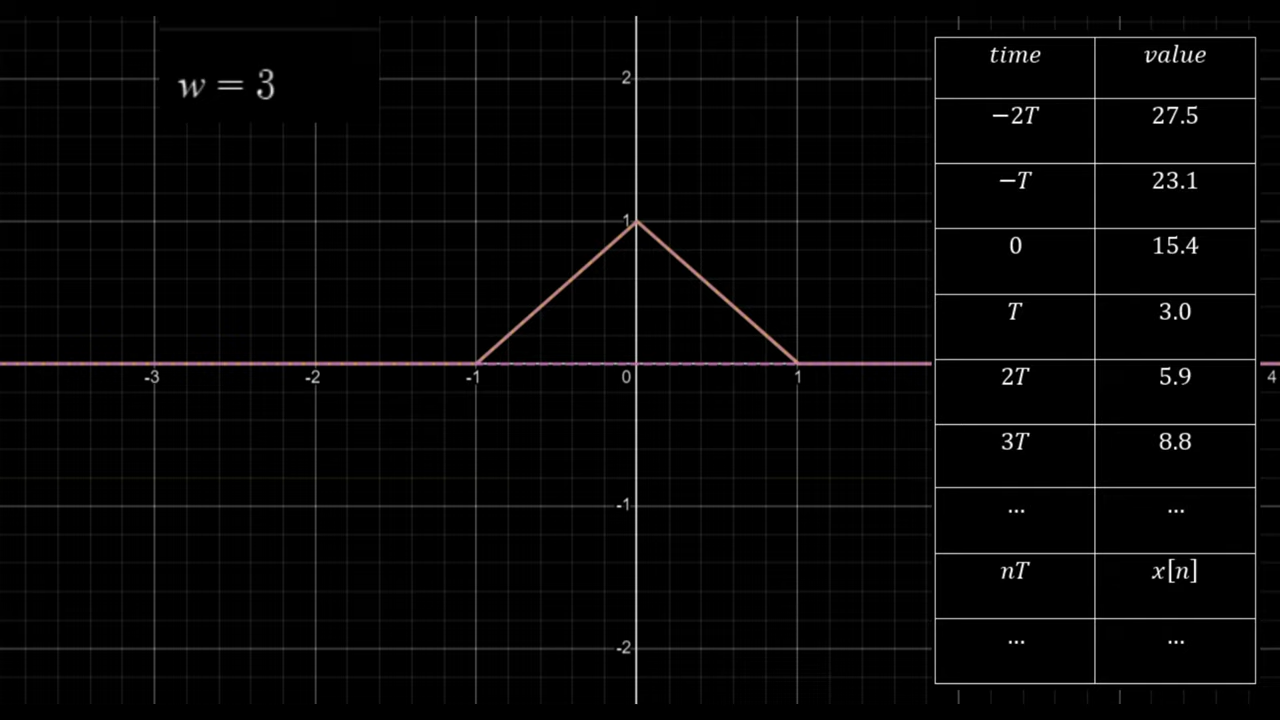 w = 3
2
1
-3 -2 -1 0 1 4
-1
-2
time value
−2T 27.5
−T 23.1
0 15.4
T 3.0
2T 5.9
3T 8.8
... ...
nT x[n]
... ...